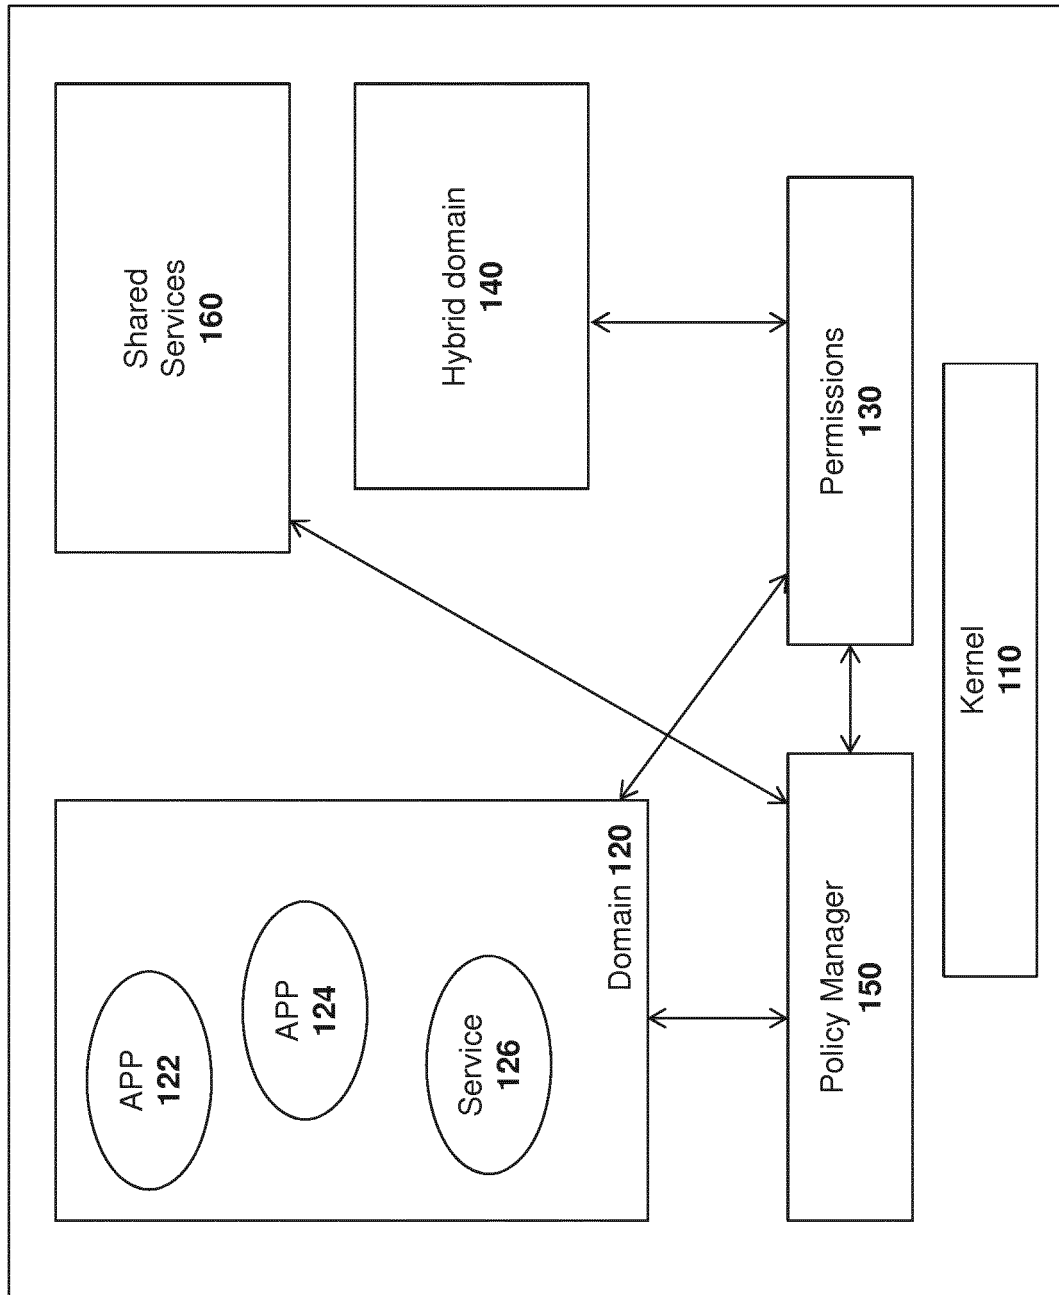 APP
122
APP
124
Service
126
Domain 120
Shared
Services
160
Hybrid domain
140
Policy Manager
150
Permissions
130
Kernel
110